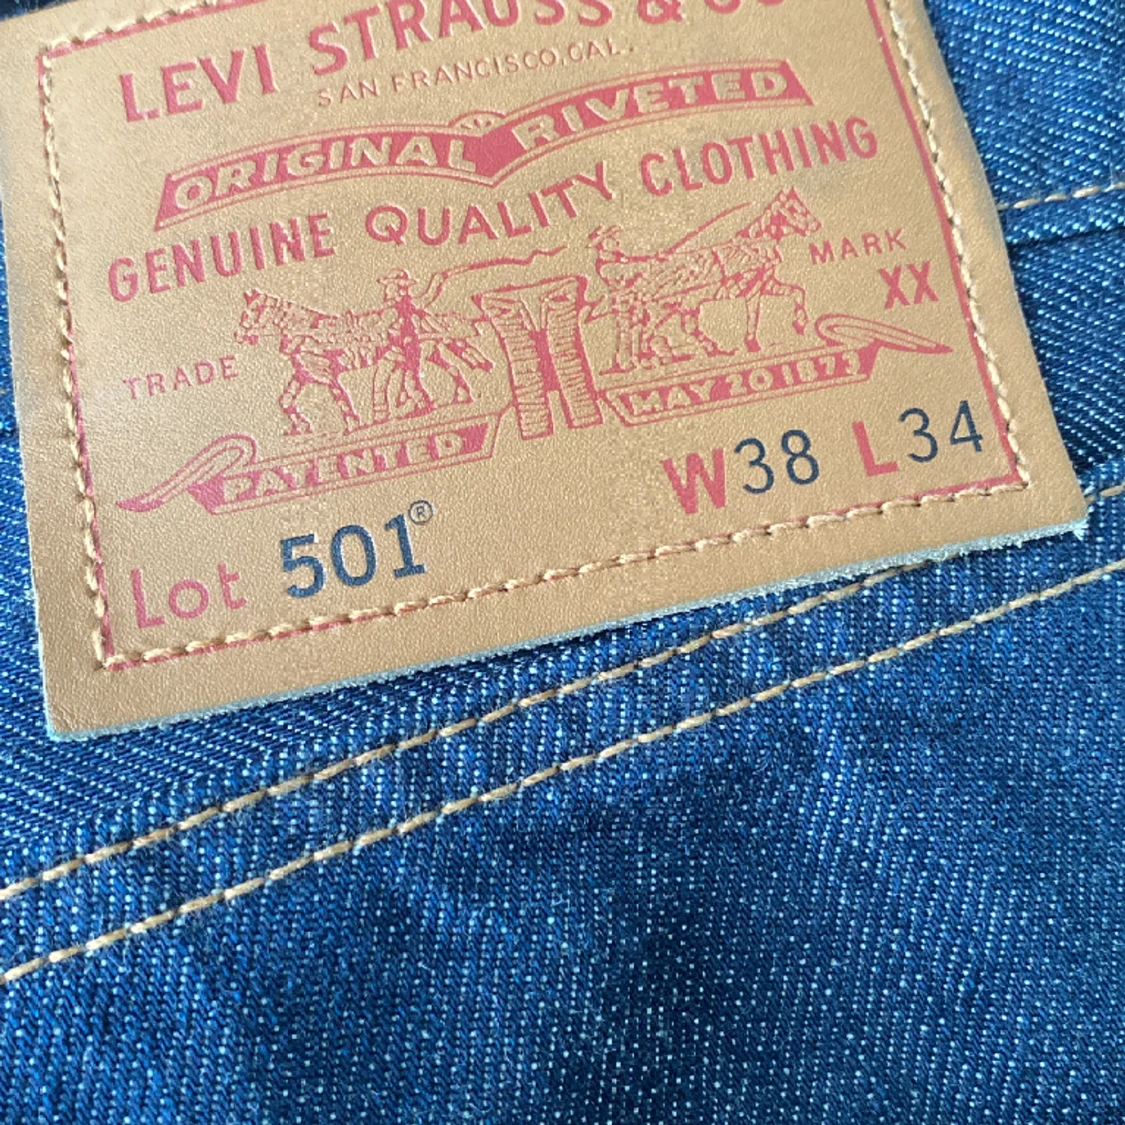 LEVI STRAUSS & CO
SAN FRANCISCO, CAL.
ORIGINAL RIVETED
GENUINE QUALITY CLOTHING
TRADE MARK
XX
PATENTED MAY 20 1873
Lot 501® W38 L34